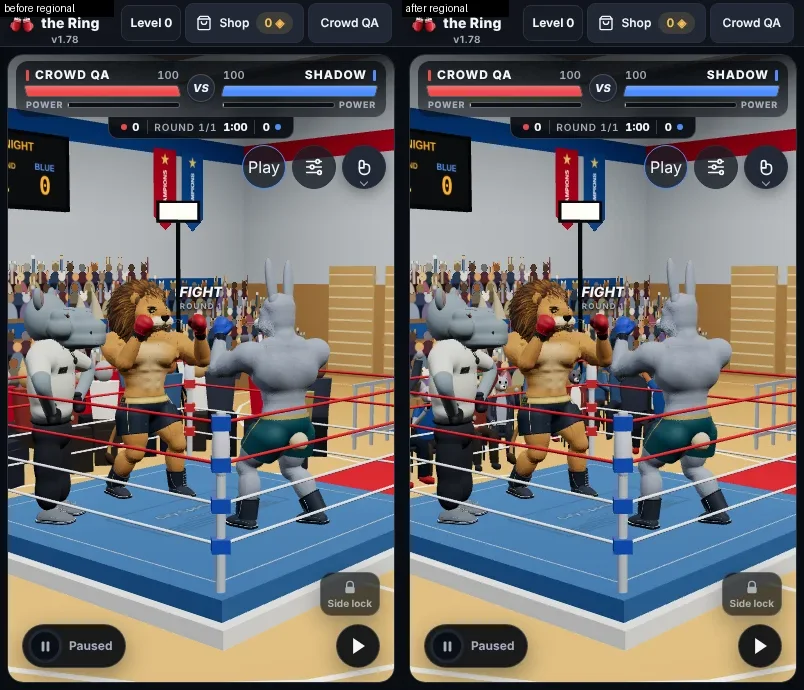 before regional
the Ring
v1.78
Level 0
Shop
0
Crowd QA
CROWD QA
100
VS
100
SHADOW
POWER
POWER
0
ROUND 1/1
1:00
0
NIGHT
BLUE
0
Play
FIGHT
ROUND
Side lock
Paused
after regional
the Ring
v1.78
Level 0
Shop
0
Crowd QA
CROWD QA
100
VS
100
SHADOW
POWER
POWER
0
ROUND 1/1
1:00
0
NIGHT
BLUE
0
Play
FIGHT
ROUND
Side lock
Paused